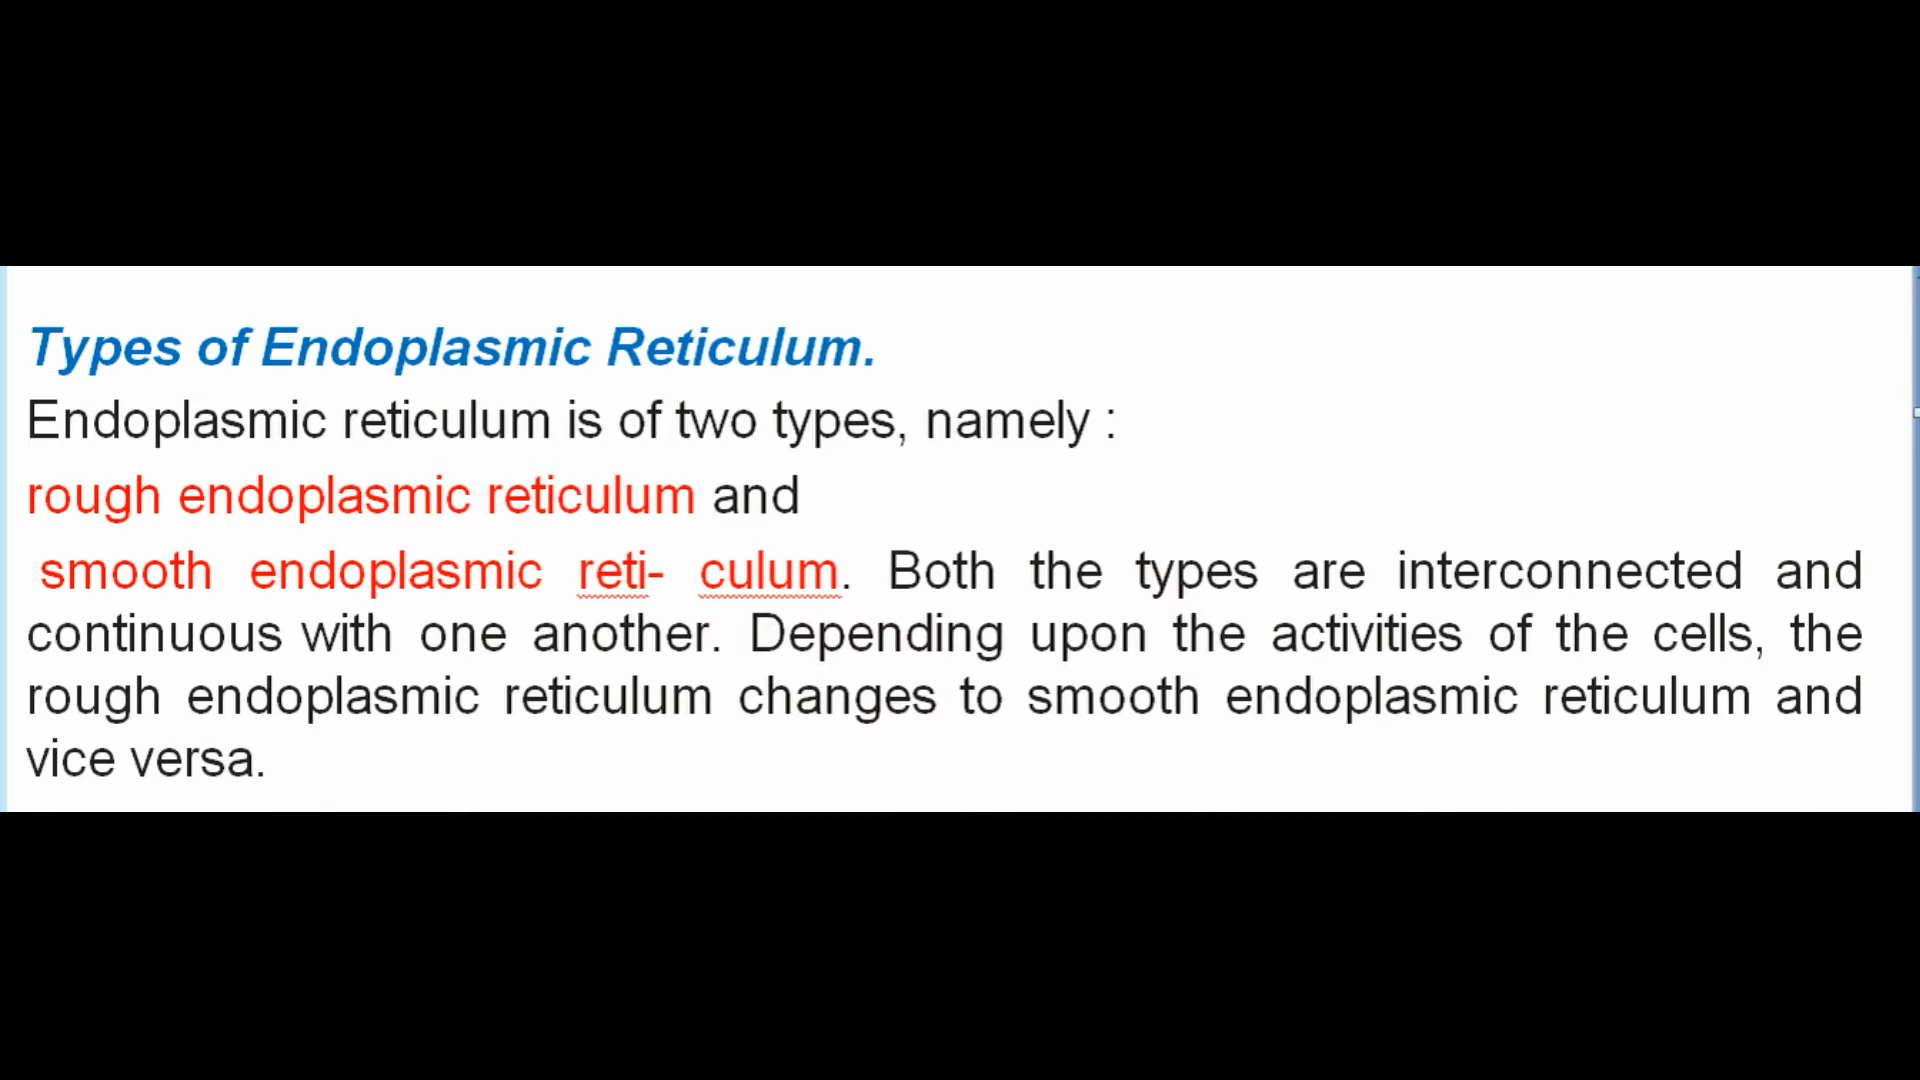 Types of Endoplasmic Reticulum.
Endoplasmic reticulum is of two types, namely :
rough endoplasmic reticulum and
smooth endoplasmic reti- culum. Both the types are interconnected and
continuous with one another. Depending upon the activities of the cells, the
rough endoplasmic reticulum changes to smooth endoplasmic reticulum and
vice versa.